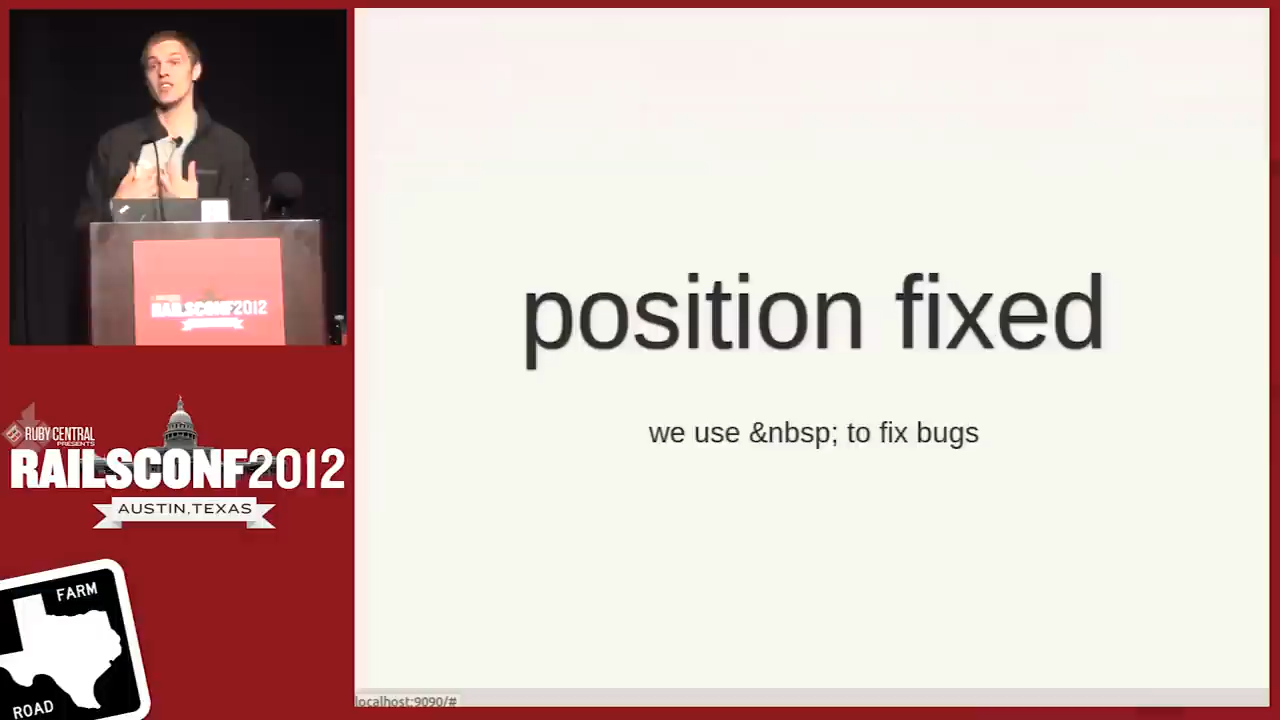 position fixed
we use &nbsp; to fix bugs
localhost:9090/#
RAILSCONF2012
RUBY CENTRAL
PRESENTS
RAILSCONF2012
AUSTIN, TEXAS
FARM
ROAD